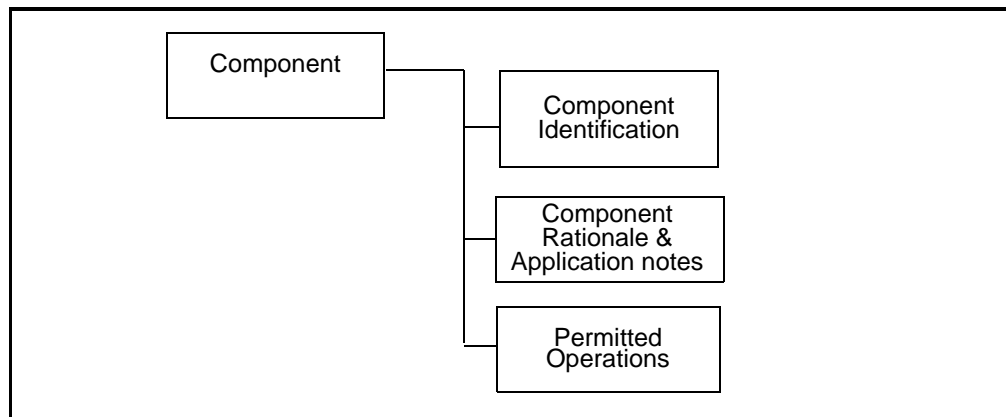 Component
Component
Identification
Component
Rationale &
Application notes
Permitted
Operations